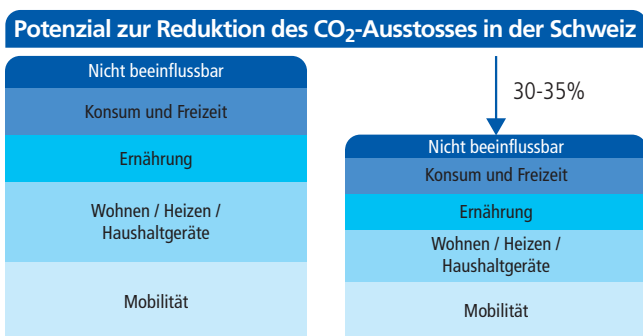 Potenzial zur Reduktion des CO₂-Ausstosses in der Schweiz
Nicht beeinflussbar
Konsum und Freizeit
Ernährung
Wohnen / Heizen /
Haushaltgeräte
Mobilität
30-35%
Nicht beeinflussbar
Konsum und Freizeit
Ernährung
Wohnen / Heizen /
Haushaltgeräte
Mobilität